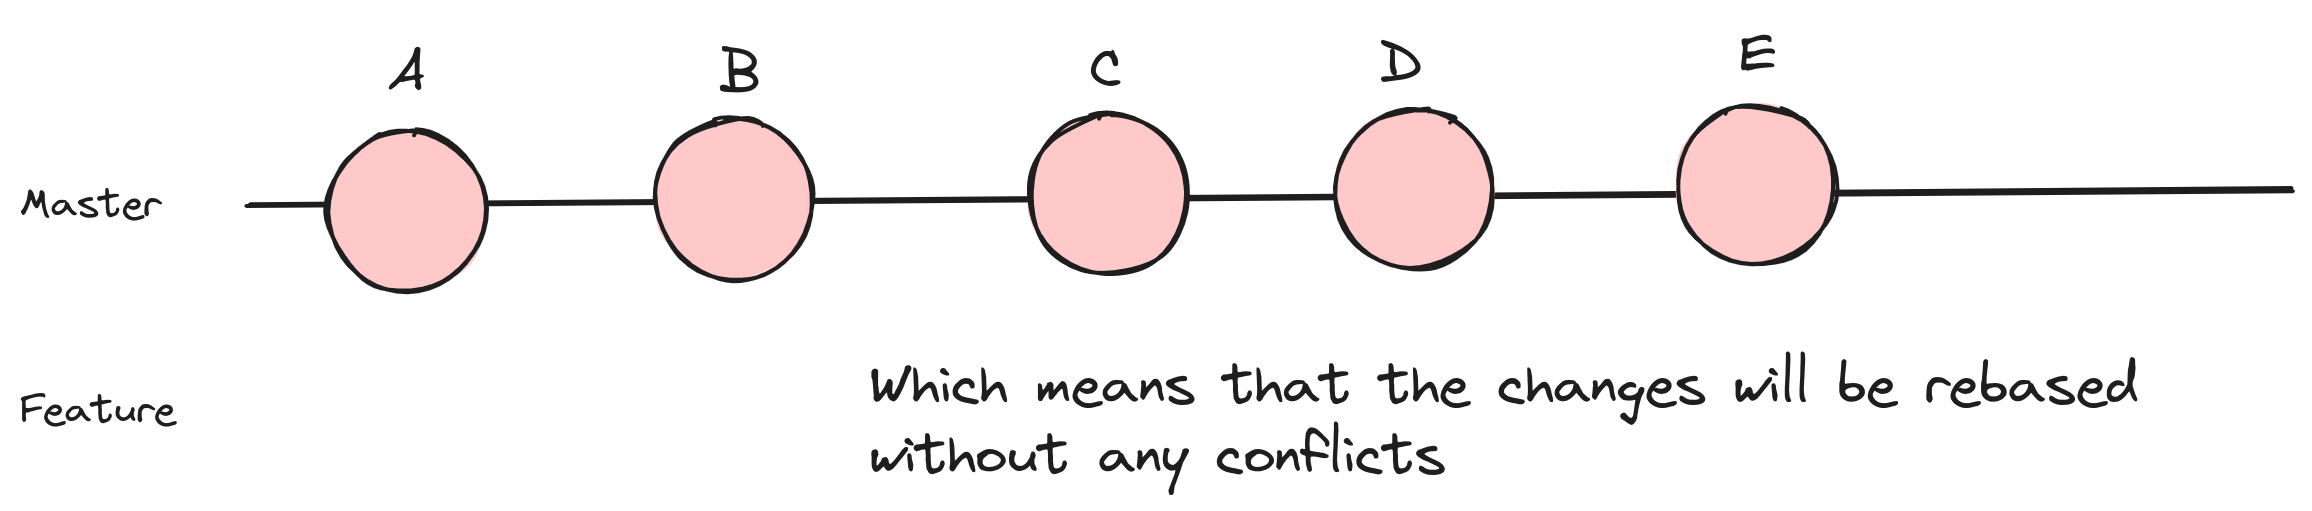 A B C D E
Master
Feature
Which means that the changes will be rebased
without any conflicts